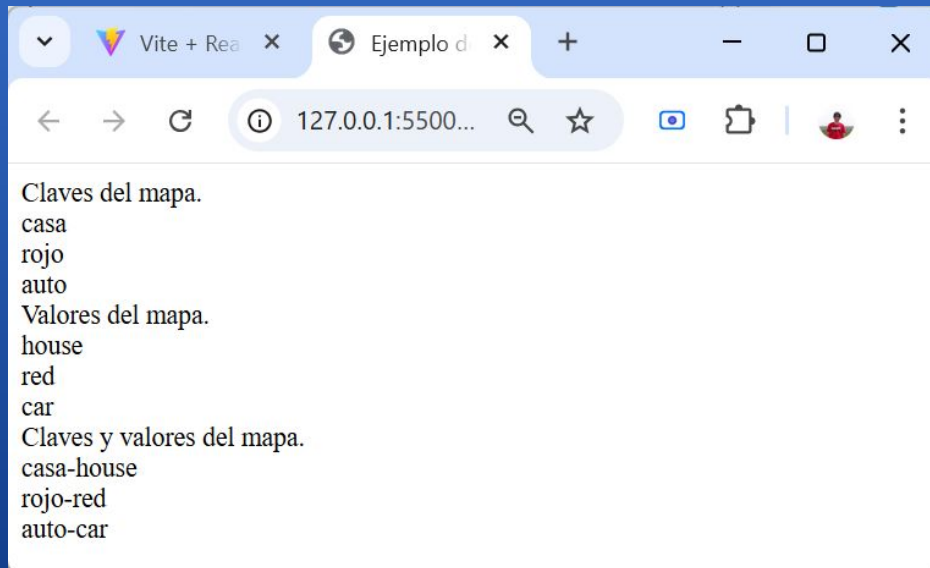 Vite + Rea
Ejemplo d
127.0.0.1:5500...
Claves del mapa.
casa
rojo
auto
Valores del mapa.
house
red
car
Claves y valores del mapa.
casa-house
rojo-red
auto-car